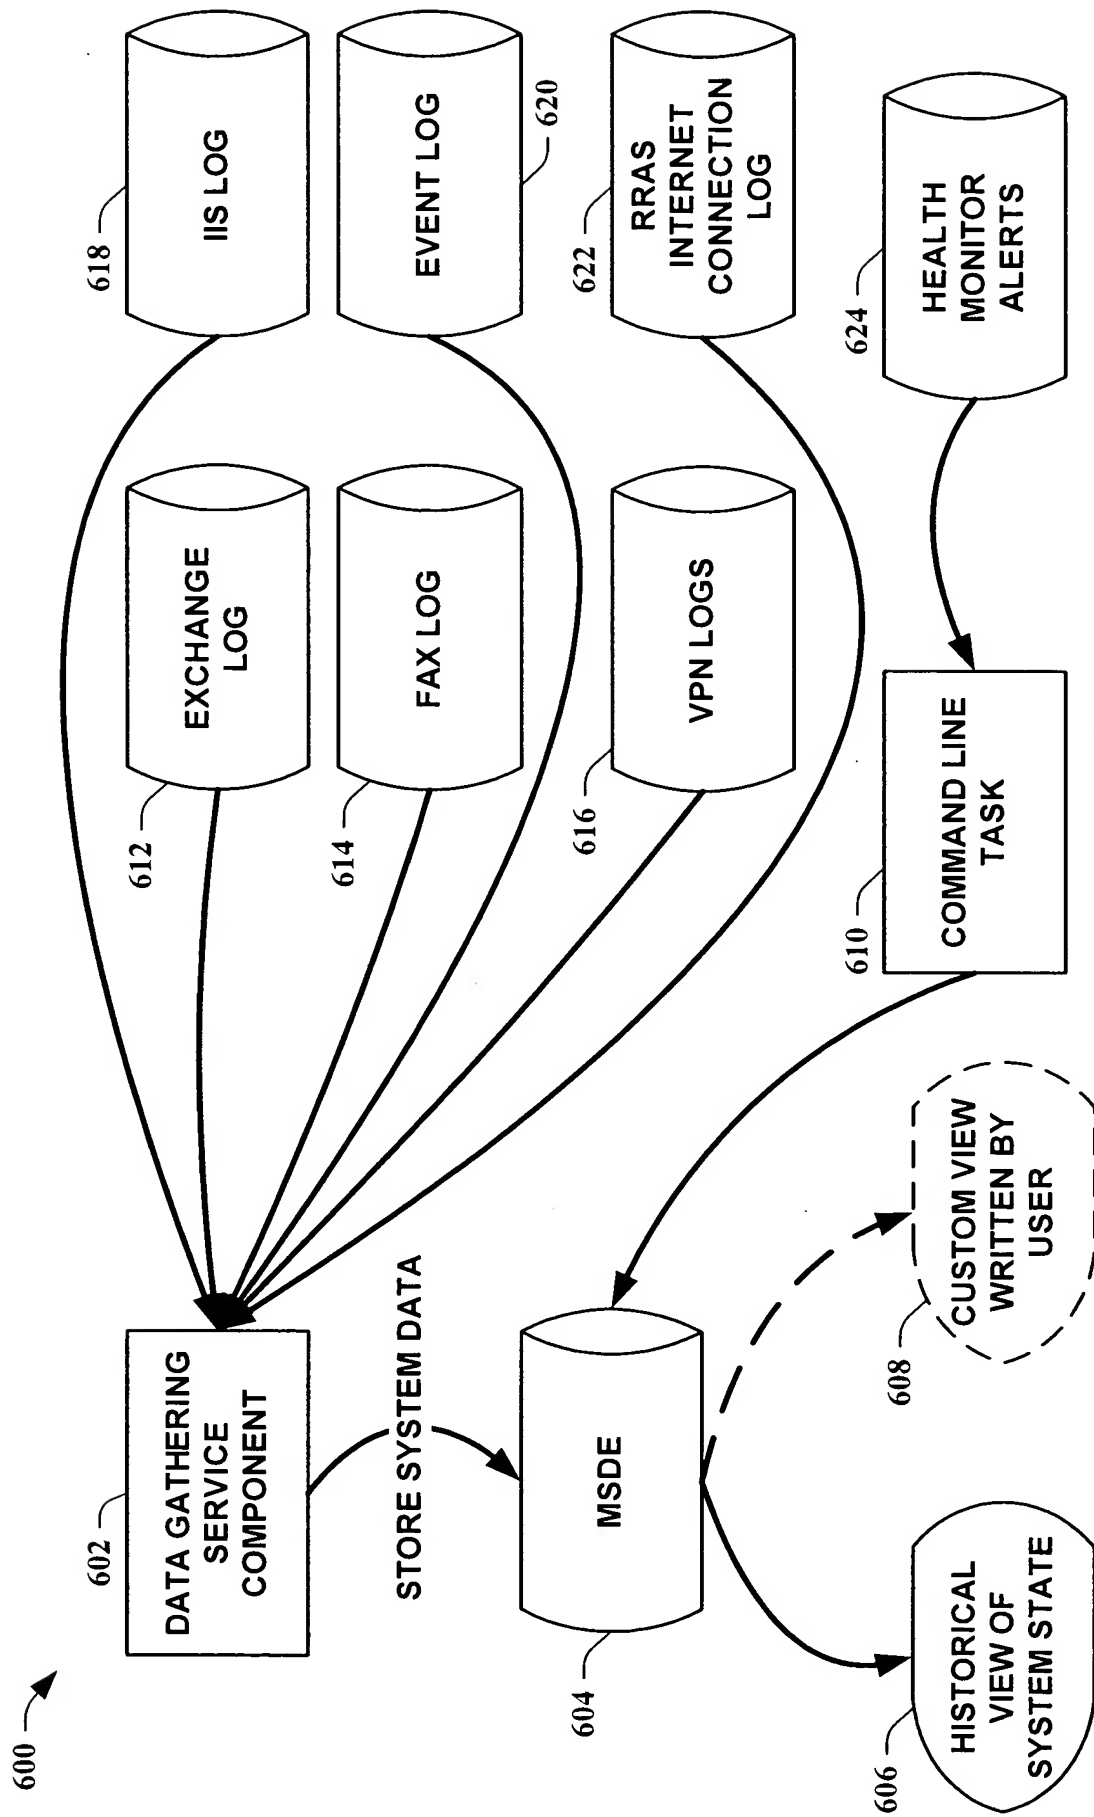 600
602
DATA GATHERING
SERVICE
COMPONENT
612
EXCHANGE
LOG
618
IIS LOG
614
FAX LOG
EVENT LOG
620
STORE SYSTEM DATA
604
MSDE
616
VPN LOGS
622
RRAS
INTERNET
CONNECTION
LOG
606
HISTORICAL
VIEW OF
SYSTEM STATE
608
CUSTOM VIEW
WRITTEN BY
USER
610
COMMAND LINE
TASK
624
HEALTH
MONITOR
ALERTS